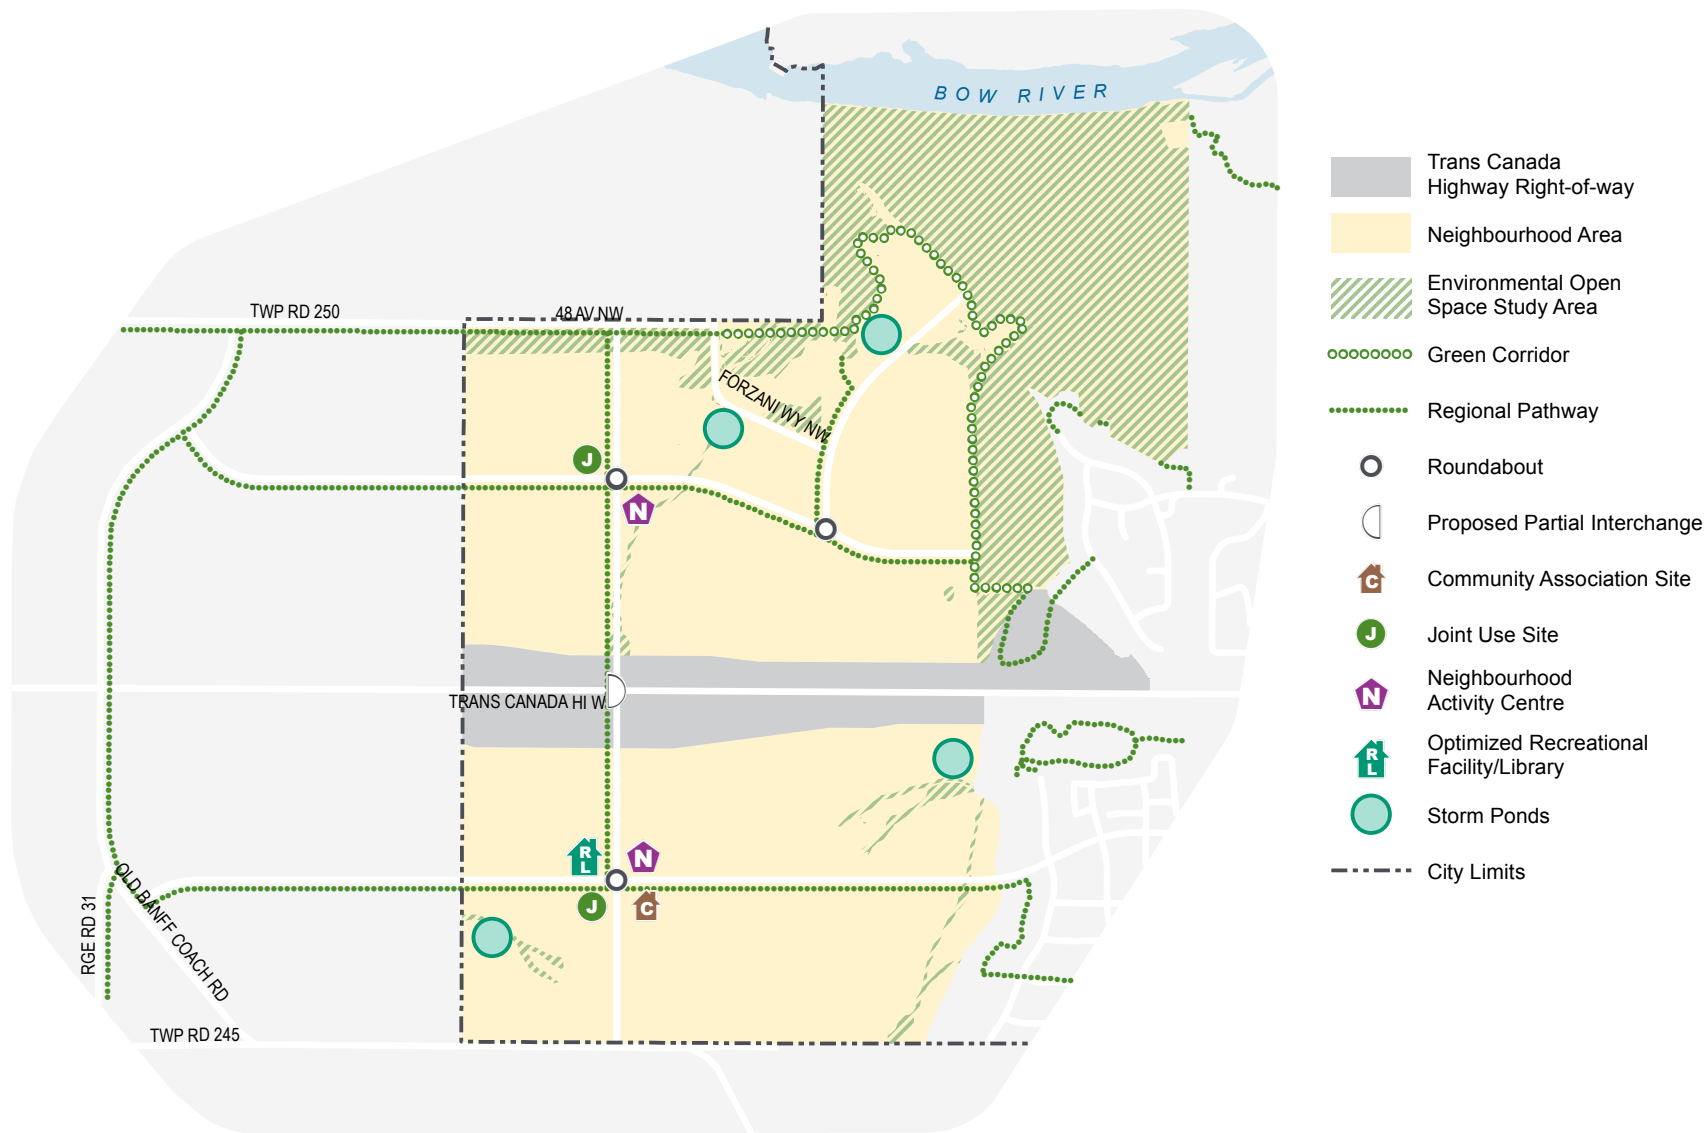 BOW RIVER
TWP RD 250
48 AV NW
FORZANI WY NW
J
N
TRANS CANADA HI W
R
L
N
J
C
OLD BANFF COACH RD
RGE RD 31
TWP RD 245
Trans Canada
Highway Right-of-way
Neighbourhood Area
Environmental Open
Space Study Area
Green Corridor
Regional Pathway
Roundabout
Proposed Partial Interchange
C
Community Association Site
J
Joint Use Site
N
Neighbourhood
Activity Centre
R
L
Optimized Recreational
Facility/Library
Storm Ponds
City Limits